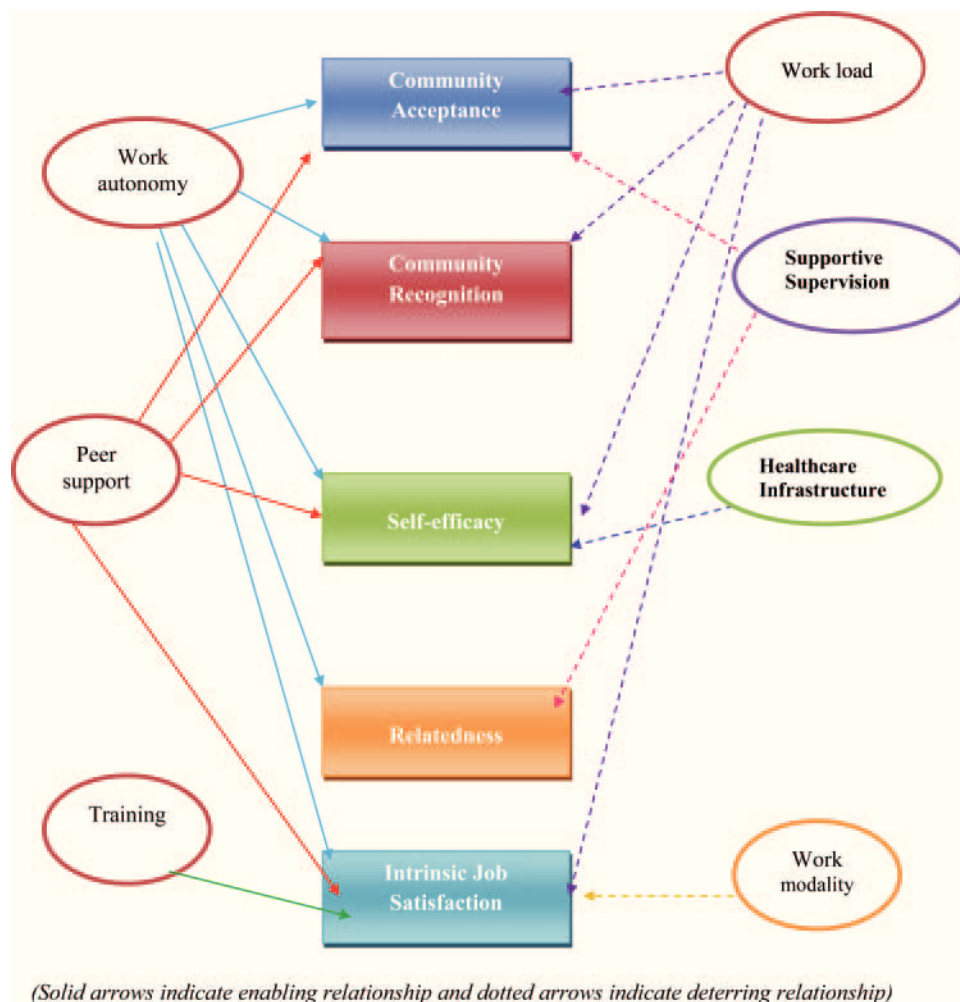 Community
Acceptance
Work load
Work
autonomy
Community
Recognition
Supportive
Supervision
Peer
support
Self-efficacy
Healthcare
Infrastructure
Relatedness
Training
Intrinsic Job
Satisfaction
Work
modality
(Solid arrows indicate enabling relationship and dotted arrows indicate deterring relationship)